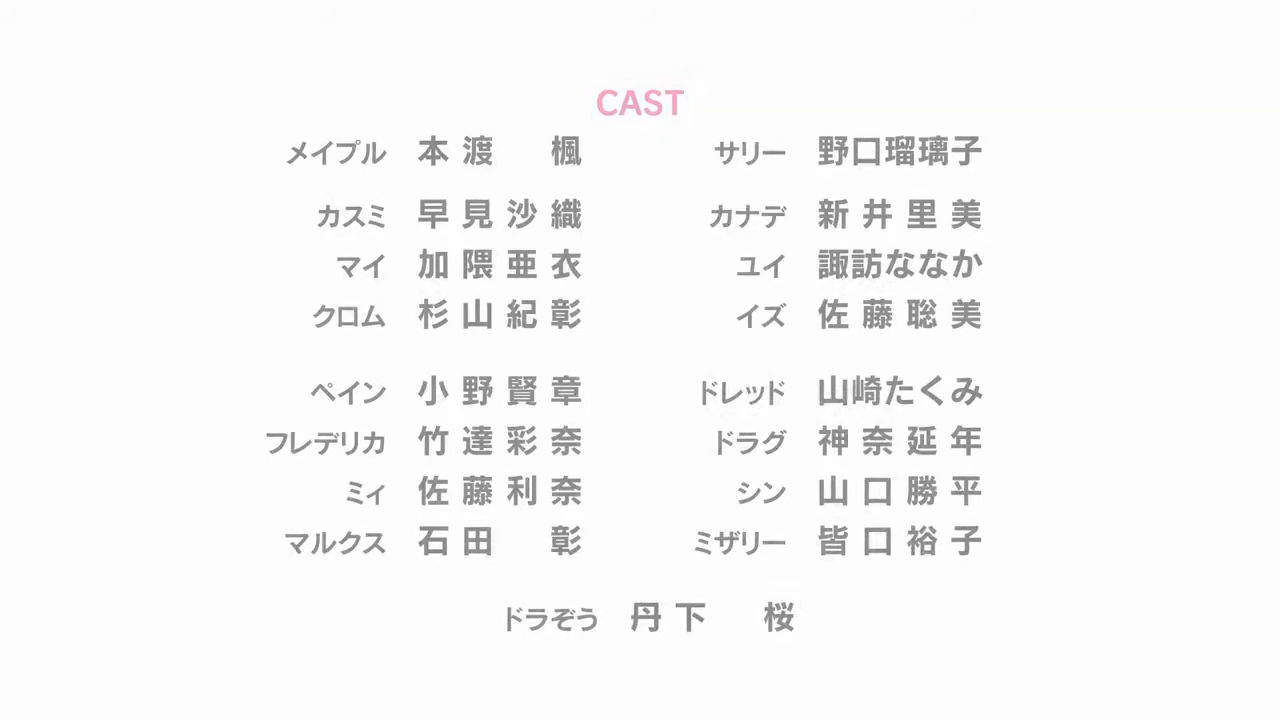 CAST
メイプル 本渡 楓 サリー 野口瑠璃子
カスミ 早見沙織 カナデ 新井里美
マイ 加隈亜衣 ユイ 諏訪ななか
クロム 杉山紀彰 イズ 佐藤聡美
ペイン 小野賢章 ドレッド 山崎たくみ
フレデリカ 竹達彩奈 ドラグ 神奈延年
ミィ 佐藤利奈 シン 山口勝平
マルクス 石田 彰 ミザリー 皆口裕子
ドラぞう 丹下 桜